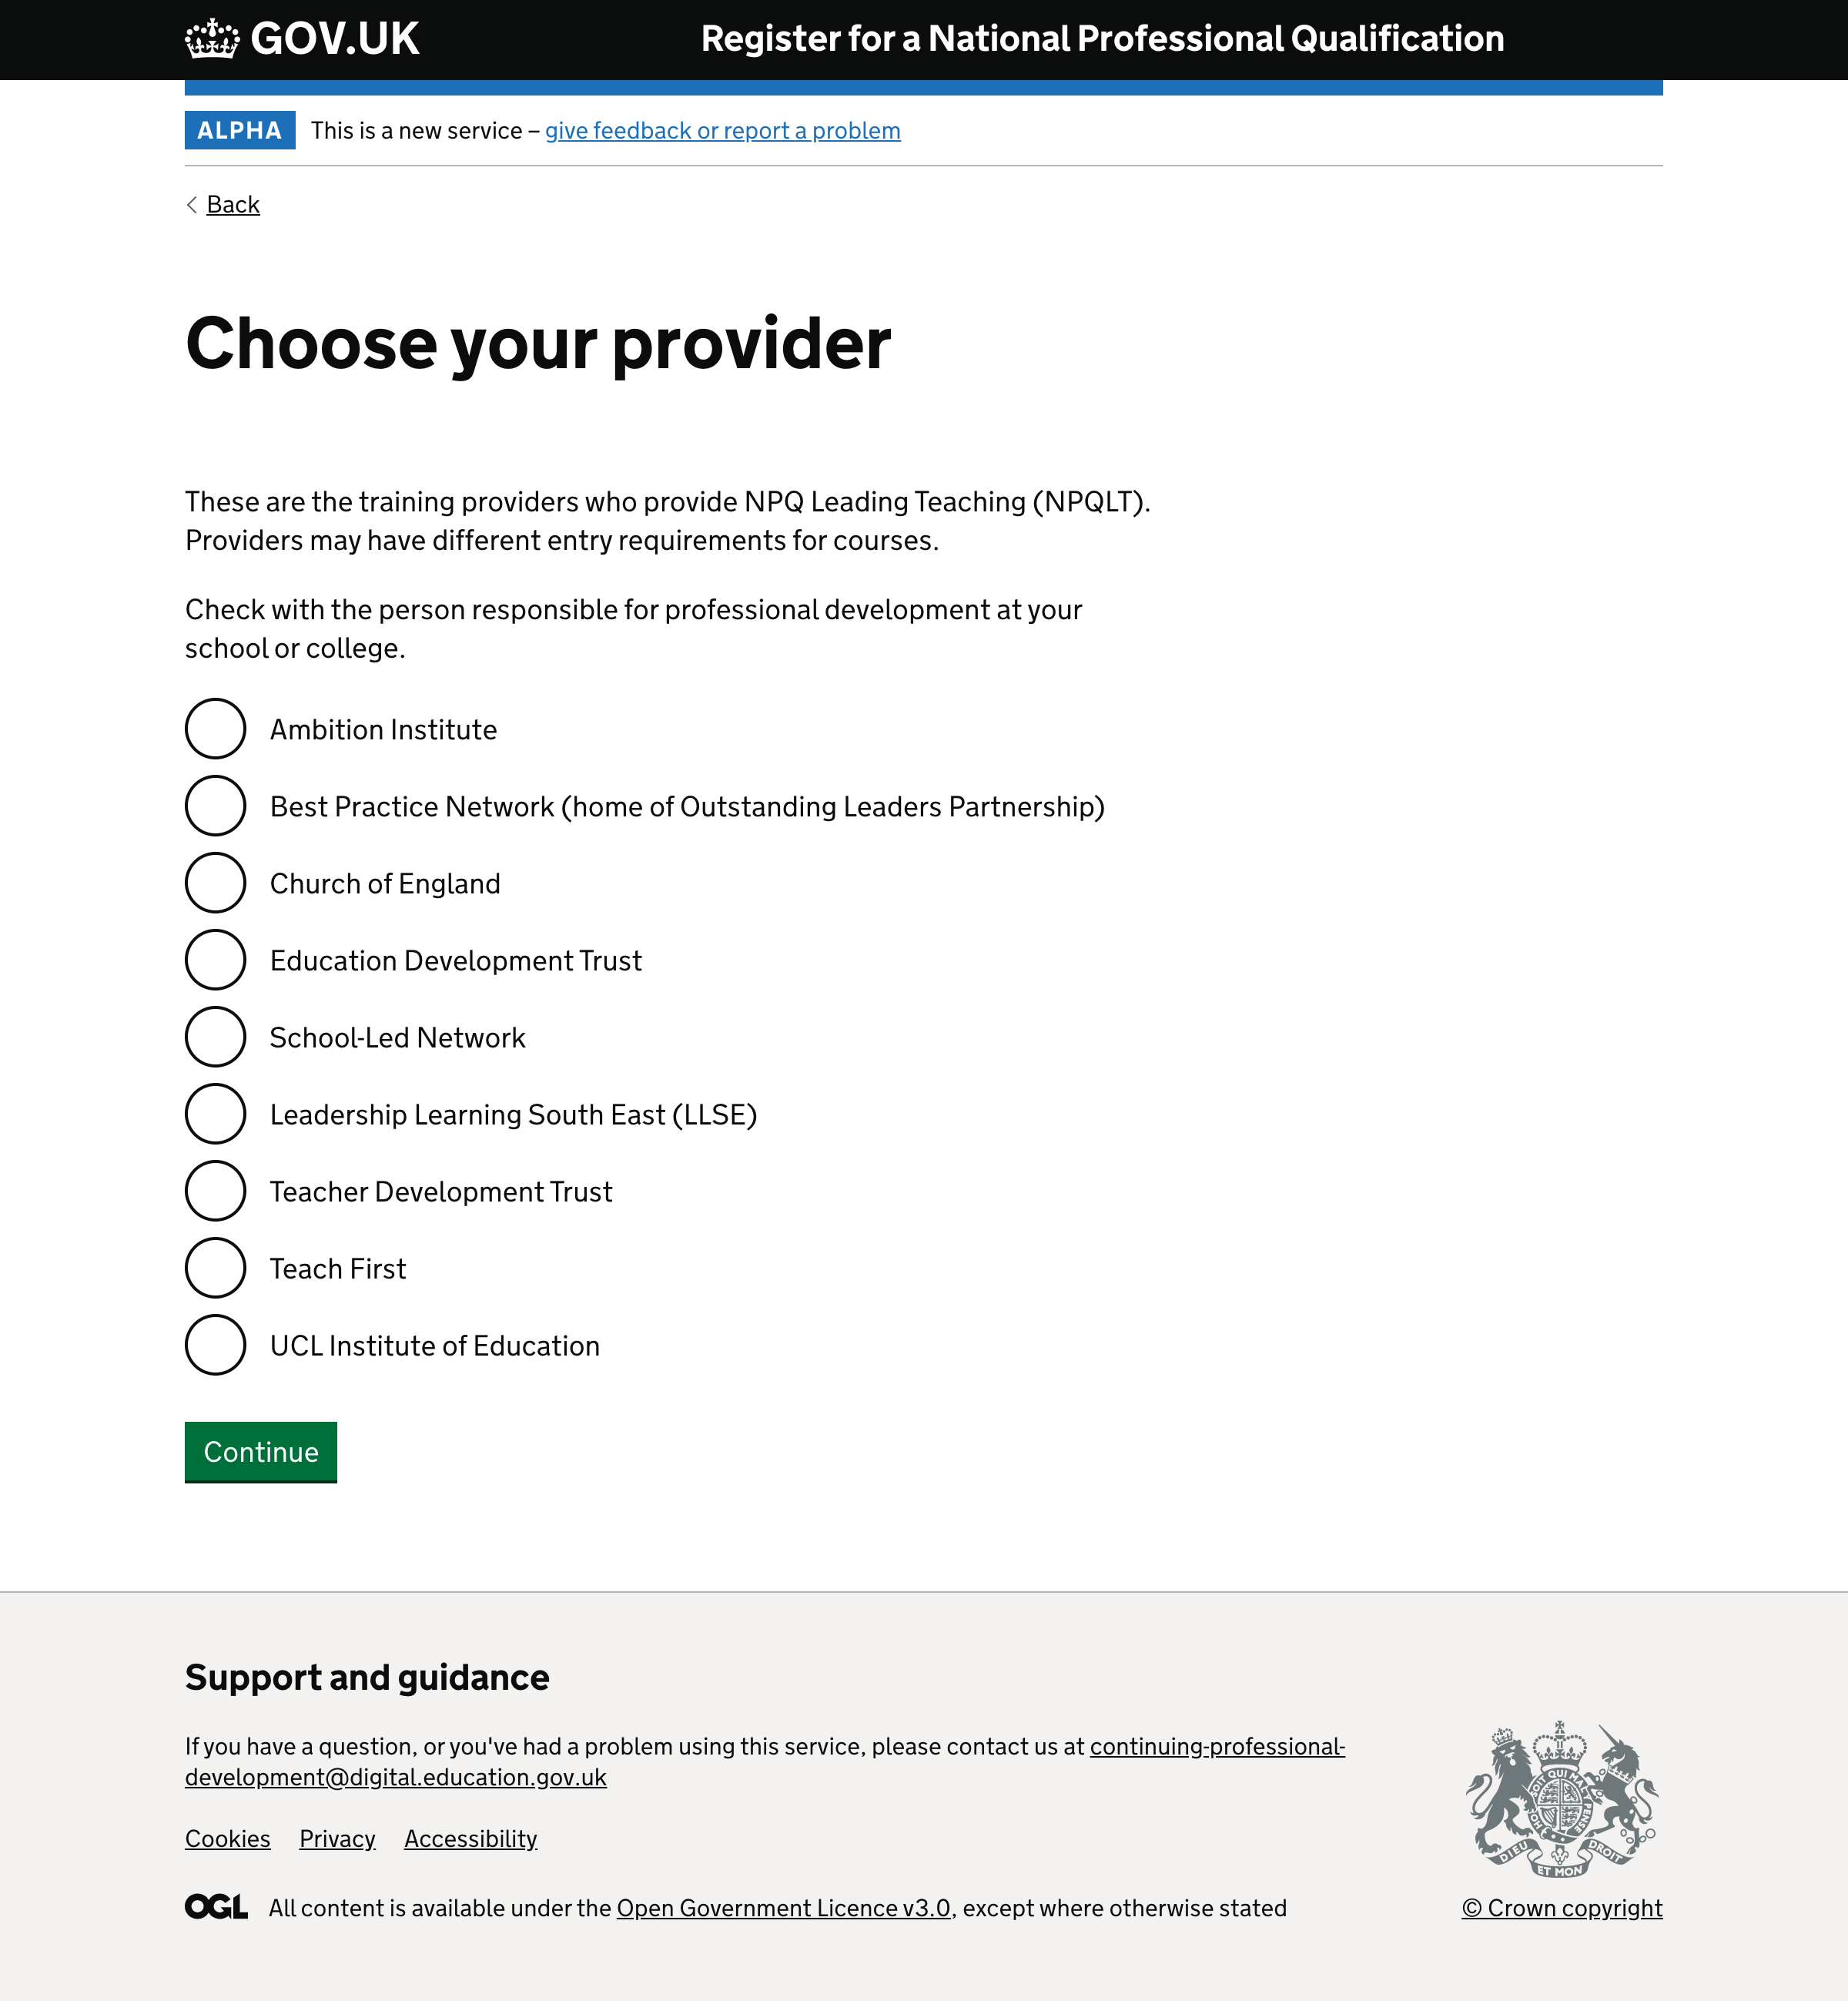 GOV.UK
Register for a National Professional Qualification
ALPHA This is a new service – give feedback or report a problem
Back
Choose your provider
These are the training providers who provide NPQ Leading Teaching (NPQLT).
Providers may have different entry requirements for courses.
Check with the person responsible for professional development at your
school or college.
Ambition Institute
Best Practice Network (home of Outstanding Leaders Partnership)
Church of England
Education Development Trust
School-Led Network
Leadership Learning South East (LLSE)
Teacher Development Trust
Teach First
UCL Institute of Education
Continue
Support and guidance
If you have a question, or you've had a problem using this service, please contact us at continuing-professional-
development@digital.education.gov.uk
Cookies Privacy Accessibility
OGL All content is available under the Open Government Licence v3.0, except where otherwise stated
DIEU ET MON DROIT
© Crown copyright